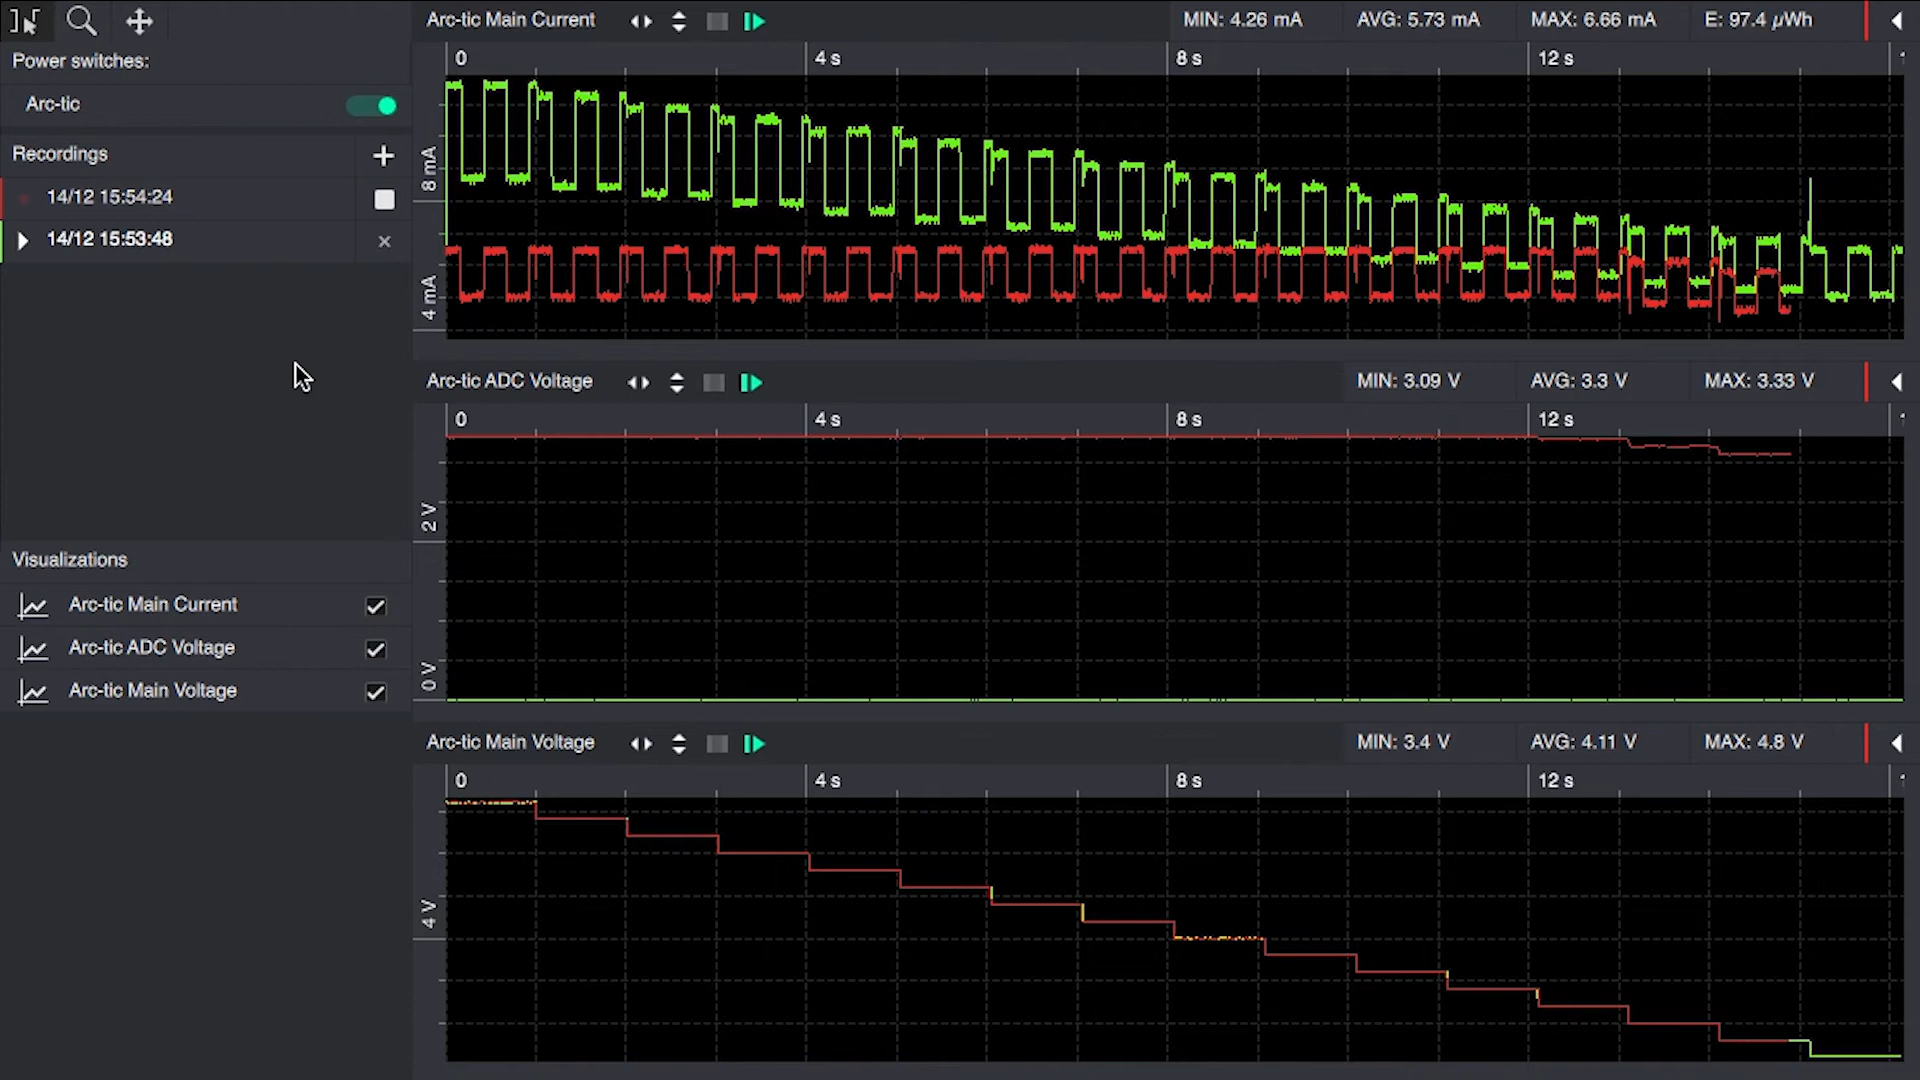 Power switches:
Arc-tic
Recordings
14/12 15:54:24
14/12 15:53:48
Visualizations
Arc-tic Main Current
Arc-tic ADC Voltage
Arc-tic Main Voltage
Arc-tic Main Current
MIN: 4.26 mA
AVG: 5.73 mA
MAX: 6.66 mA
E: 97.4 µWh
0
4 s
8 s
12 s
8 mA
4 mA
Arc-tic ADC Voltage
MIN: 3.09 V
AVG: 3.3 V
MAX: 3.33 V
0
4 s
8 s
12 s
2 V
0 V
Arc-tic Main Voltage
MIN: 3.4 V
AVG: 4.11 V
MAX: 4.8 V
0
4 s
8 s
12 s
4 V